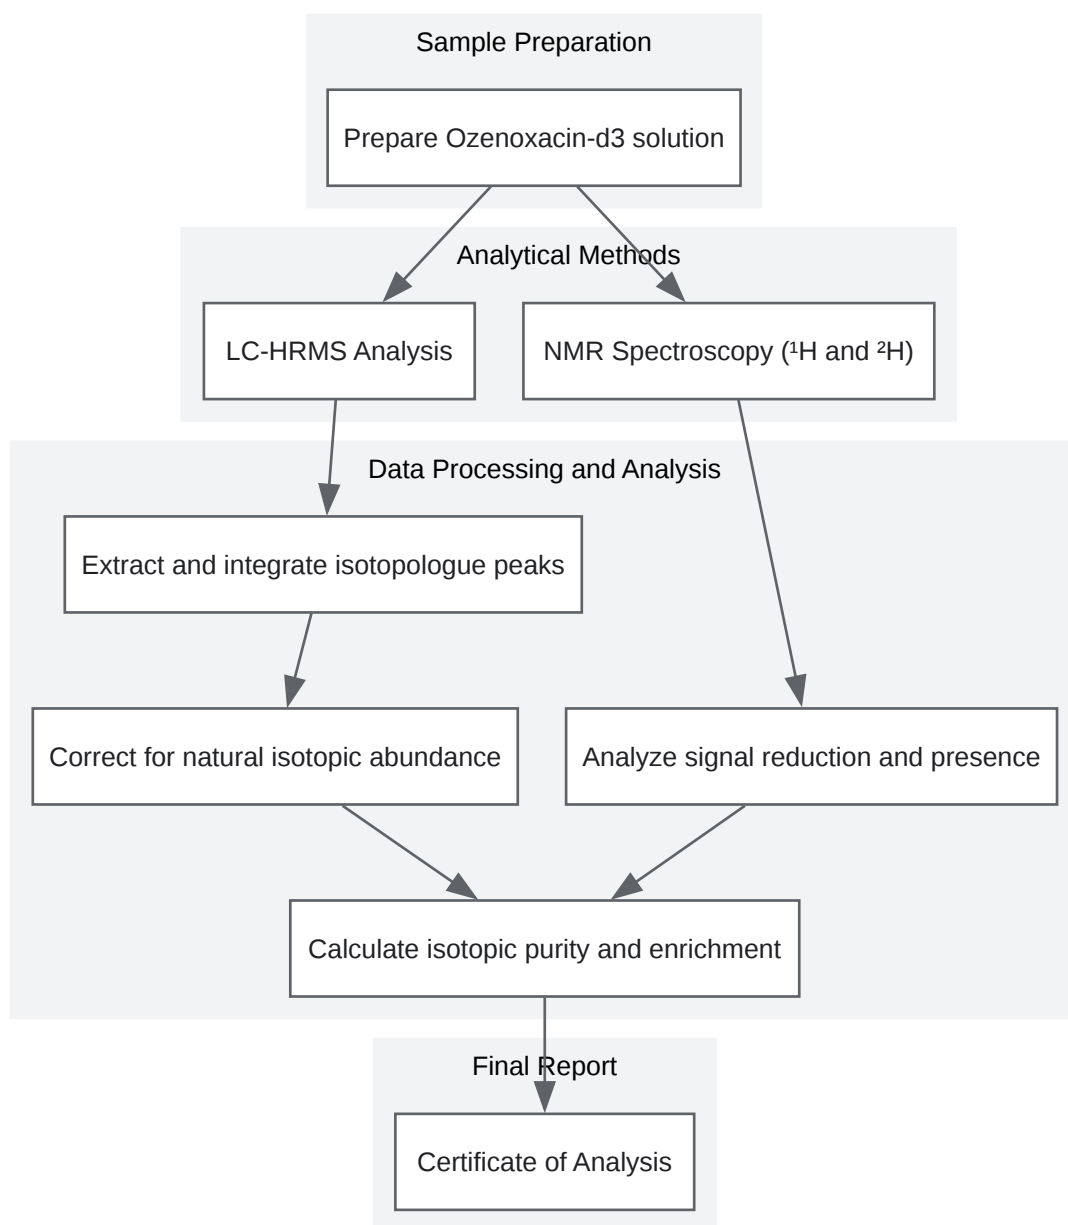 Sample Preparation
Prepare Ozenoxacin-d3 solution
Analytical Methods
LC-HRMS Analysis
NMR Spectroscopy (¹H and ²H)
Data Processing and Analysis
Extract and integrate isotopologue peaks
Correct for natural isotopic abundance
Analyze signal reduction and presence
Calculate isotopic purity and enrichment
Final Report
Certificate of Analysis